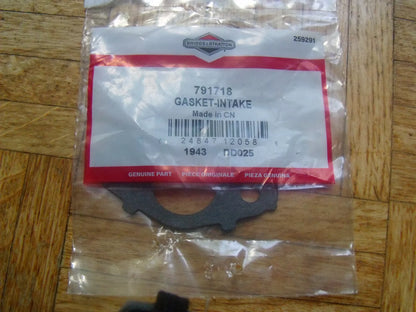 BRIGGS & STRATTON
259291
791718
GASKET-INTAKE
Made in CN
24847 12058
1943 DD025
GENUINE PART PIECE ORIGINALE PIEZA GENUINA